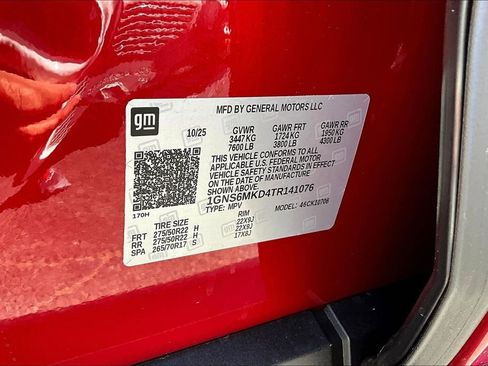 gm
MFD BY GENERAL MOTORS LLC
10/25 GVWR GAWR FRT GAWR RR
3447 KG 1724 KG 1950 KG
7600 LB 3800 LB 4300 LB
THIS VEHICLE CONFORMS TO ALL
APPLICABLE U.S. FEDERAL MOTOR
VEHICLE SAFETY STANDARDS IN EFFECT
ON THE DATE OF MANUFACTURE
SHOWN ABOVE.
1GNS6MKD4TR141076
170H
TYPE: MPV MODEL: 46CK10706
TIRE SIZE RIM
FRT 275/50R22 H 22X9J
RR 275/50R22 H 22X9J
SPA 265/70R17 S 17X8J